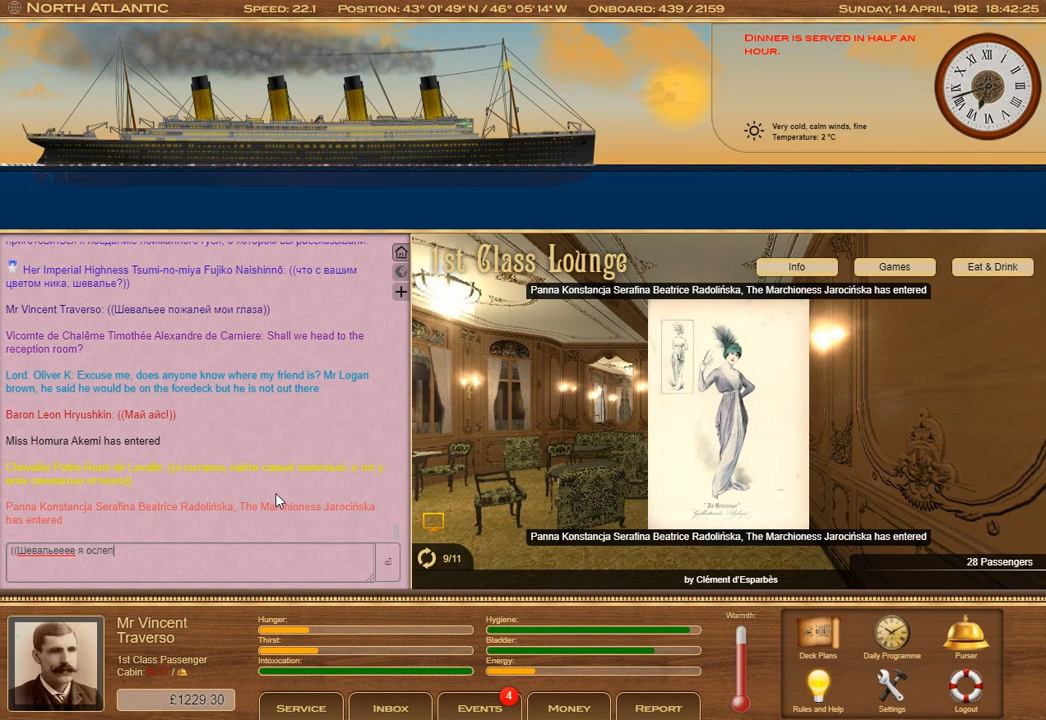 North Atlantic
Speed: 22.1
Position: 43° 01' 49" N / 46° 05' 14" W
Onboard: 439 / 2159
Sunday, 14 April, 1912 18:42:25
Dinner is served in half an
hour.
Very cold, calm winds, fine
Temperature: 2 °C
Her Imperial Highness Tsumi-no-miya Fujiko Naishinnō: ((что с вашим
цветом ника, шевалье?))
Mr Vincent Traverso: ((Шевальее пожалей мои глаза))
Vicomte de Chalême Timothée Alexandre de Carniere: Shall we head to the
reception room?
Lord. Oliver K: Excuse me, does anyone know where my friend is? Mr Logan
brown, he said he would be on the foredeck but he is not out there
Baron Leon Hryushkin: ((Май айс!))
Miss Homura Akemi has entered
Panna Konstancja Serafina Beatrice Radolińska, The Marchioness Jarocińska
has entered
((Шевальееее я ослеп
1st Class Lounge
Info
Games
Eat & Drink
Panna Konstancja Serafina Beatrice Radolińska, The Marchioness Jarocińska has entered
Panna Konstancja Serafina Beatrice Radolińska, The Marchioness Jarocińska has entered
9/11
28 Passengers
by Clément d'Esparbès
Mr Vincent
Traverso
1st Class Passenger
Cabin:
£1229.30
Hunger:
Thirst:
Intoxication:
Hygiene:
Bladder:
Energy:
Warmth:
Service
Inbox
Events
4
Money
Report
Deck Plans
Daily Programme
Purser
Rules and Help
Settings
Logout